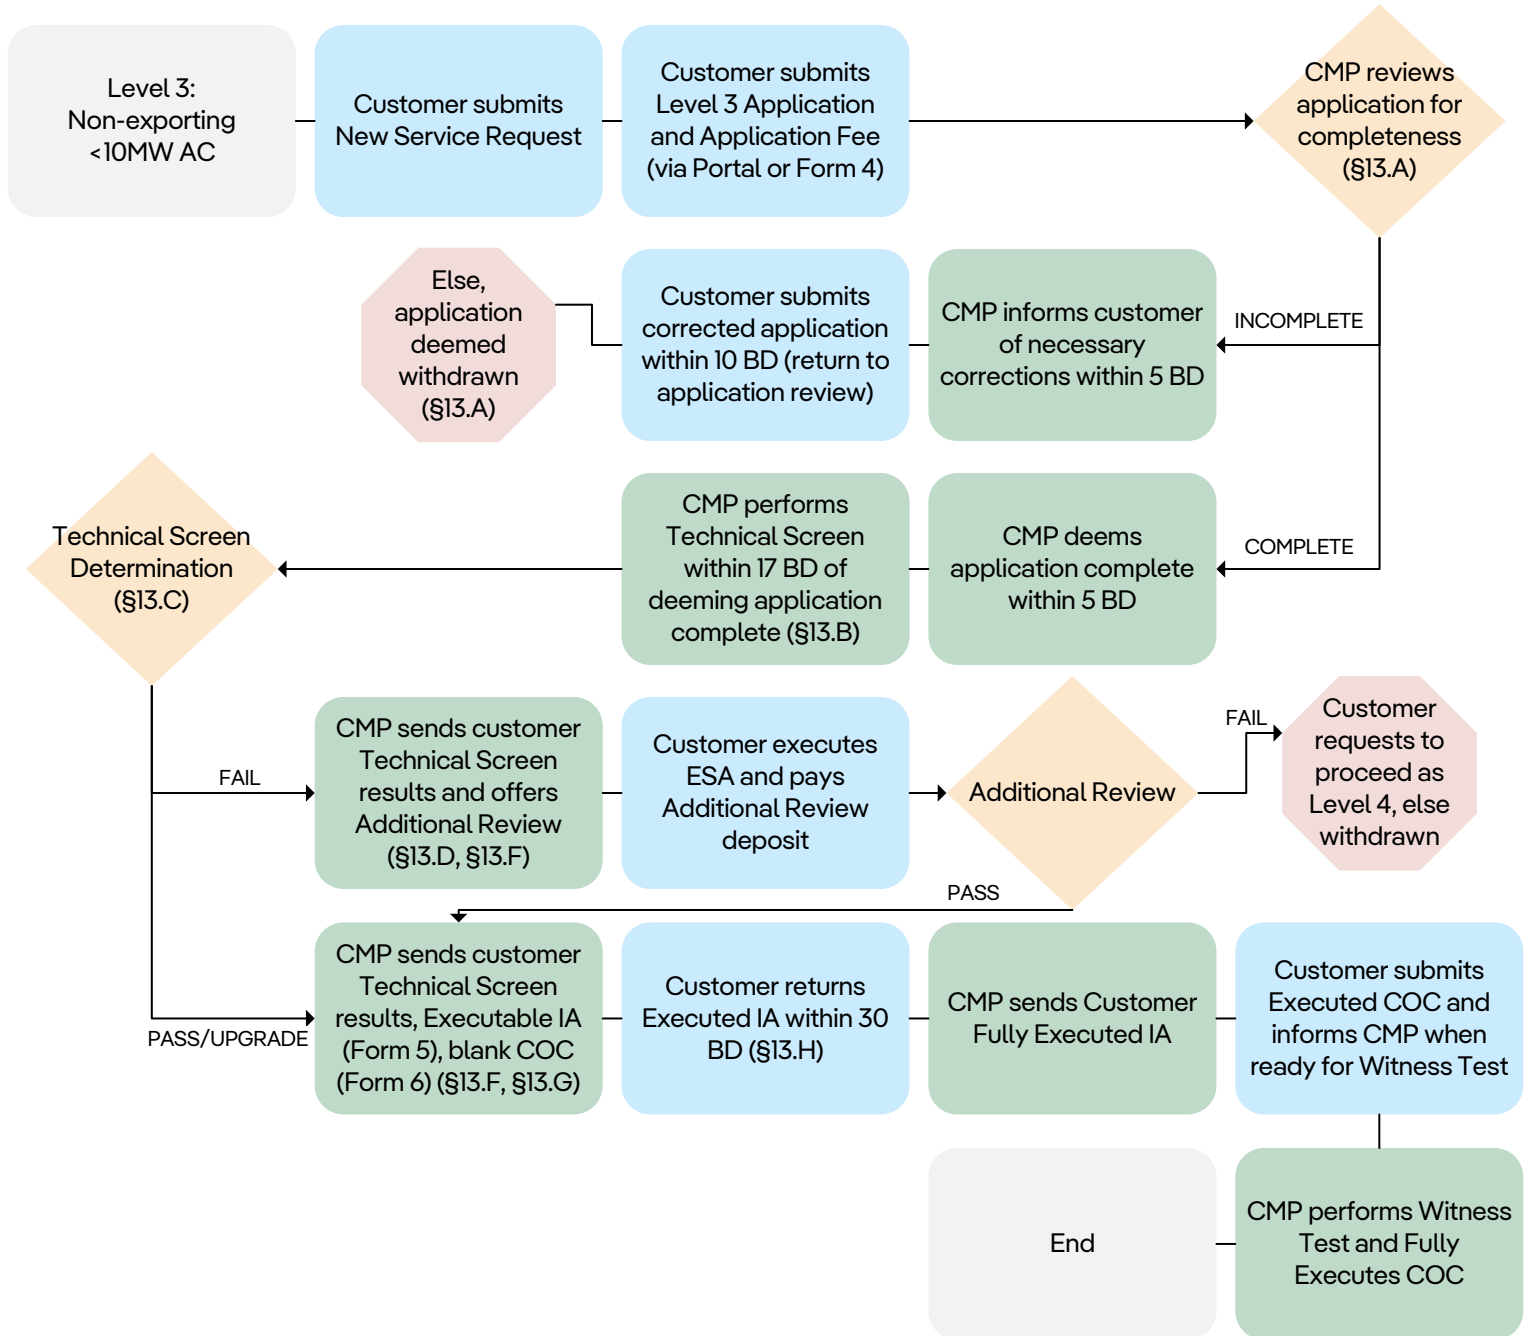 Level 3:
Non-exporting
<10MW AC
Customer submits
New Service Request
Customer submits
Level 3 Application
and Application Fee
(via Portal or Form 4)
CMP reviews
application for
completeness
(§13.A)
Else,
application
deemed
withdrawn
(§13.A)
Customer submits
corrected application
within 10 BD (return to
application review)
CMP informs customer
of necessary
corrections within 5 BD
INCOMPLETE
Technical Screen
Determination
(§13.C)
CMP performs
Technical Screen
within 17 BD of
deeming application
complete (§13.B)
CMP deems
application complete
within 5 BD
COMPLETE
FAIL
CMP sends customer
Technical Screen
results and offers
Additional Review
(§13.D, §13.F)
Customer executes
ESA and pays
Additional Review
deposit
Additional Review
FAIL
Customer
requests to
proceed as
Level 4, else
withdrawn
PASS
PASS/UPGRADE
CMP sends customer
Technical Screen
results, Executable IA
(Form 5), blank COC
(Form 6) (§13.F, §13.G)
Customer returns
Executed IA within 30
BD (§13.H)
CMP sends Customer
Fully Executed IA
Customer submits
Executed COC and
informs CMP when
ready for Witness Test
End
CMP performs Witness
Test and Fully
Executes COC